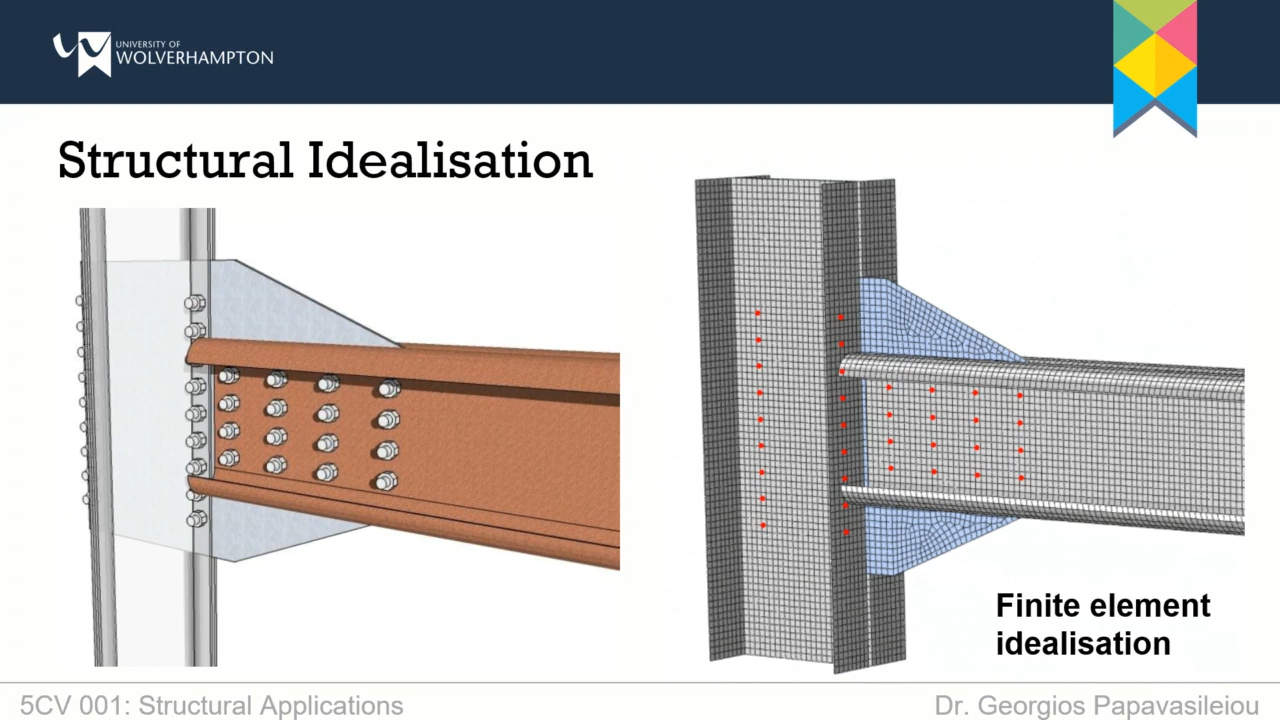 UNIVERSITY OF
WOLVERHAMPTON
Structural Idealisation
Finite element
idealisation
5CV 001: Structural Applications
Dr. Georgios Papavasileiou